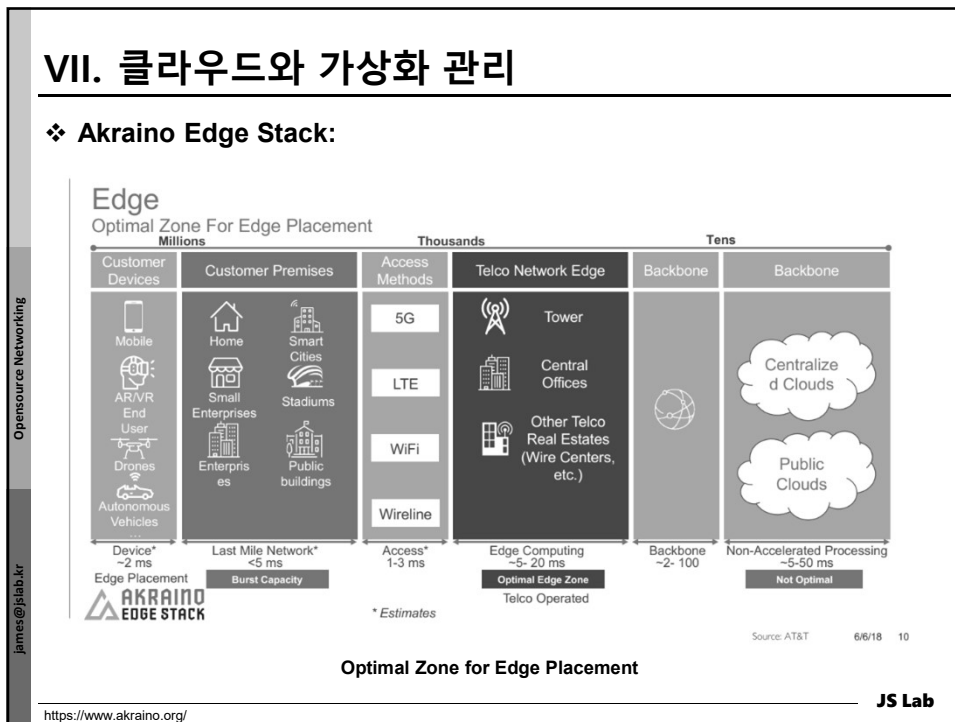 VII. 클라우드와 가상화 관리
❖ Akraino Edge Stack:
Edge
Optimal Zone For Edge Placement
Millions
Thousands
Tens
Customer
Devices
Customer Premises
Access
Methods
Telco Network Edge
Backbone
Backbone
Mobile
AR/VR
End
User
Drones
Autonomous
Vehicles
...
Home
Smart
Cities
Small
Enterprises
Stadiums
Enterpris
es
Public
buildings
5G
LTE
WiFi
Wireline
Tower
Central
Offices
Other Telco
Real Estates
(Wire Centers,
etc.)
Centralize
d Clouds
Public
Clouds
Device*
~2 ms
Last Mile Network*
<5 ms
Access*
1-3 ms
Edge Computing
~5- 20 ms
Backbone
~2- 100
Non-Accelerated Processing
~5-50 ms
Edge Placement
Burst Capacity
Optimal Edge Zone
Not Optimal
Telco Operated
AKRAINO
EDGE STACK
* Estimates
Source: AT&T
6/6/18
10
Optimal Zone for Edge Placement
JS Lab
https://www.akraino.org/
Opensource Networking
james@jslab.kr